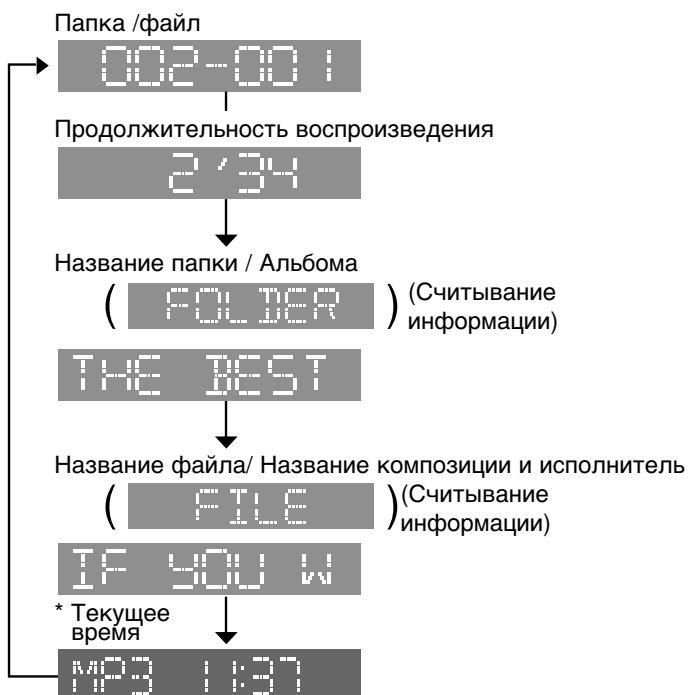 Папка /файл
002-001
Продолжительность воспроизведения
2'34
Название папки / Альбома
( FOLDER ) (Считывание
информации)
THE BEST
Название файла/ Название композиции и исполнитель
( FILE ) (Считывание
информации)
IF YOU W
* Текущее
время
MP3 11:37